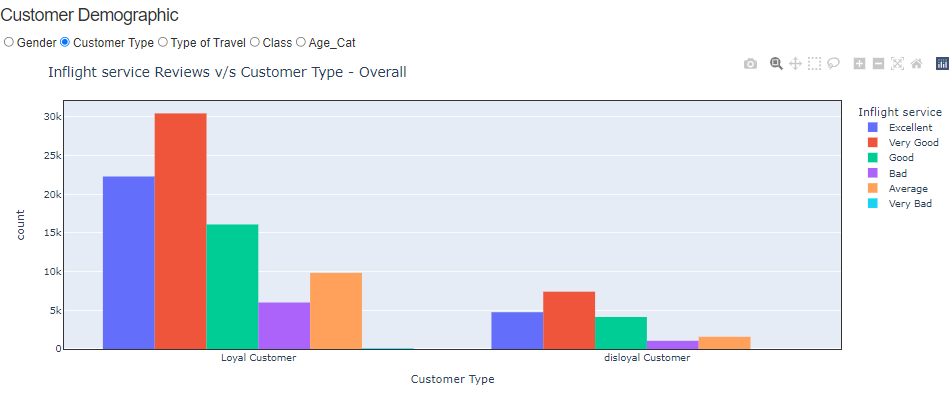 Customer Demographic
Gender Customer Type Type of Travel Class Age_Cat
Inflight service Reviews v/s Customer Type - Overall
Inflight service
Excellent
Very Good
Good
Bad
Average
Very Bad
count
30k
25k
20k
15k
10k
5k
0
Loyal Customer disloyal Customer
Customer Type